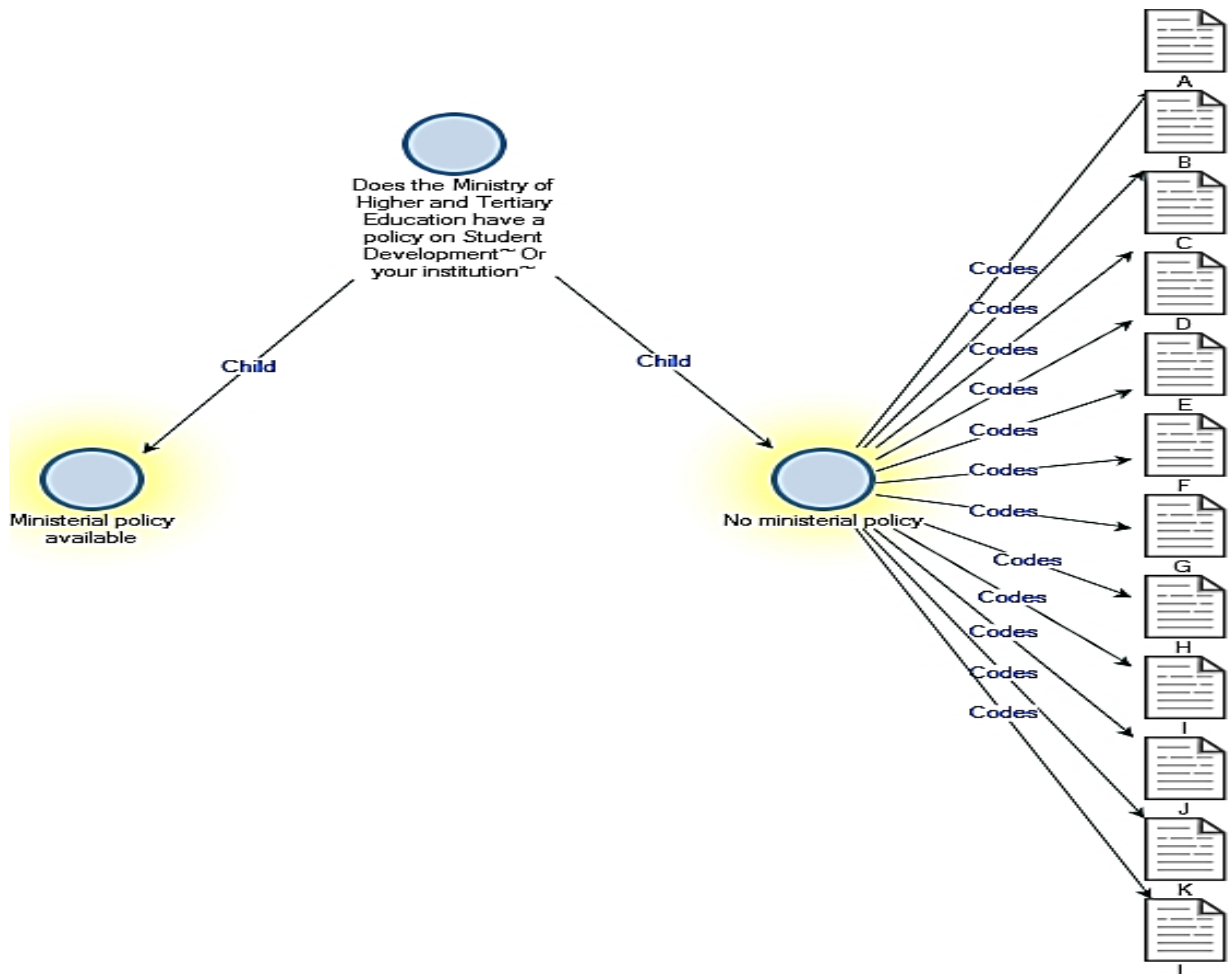 A
B
Does the Ministry of
Higher and Tertiary
Education have a
policy on Student
Development~ Or
your institution~
C
Codes
Codes
D
Codes
Child
Child
Codes
E
Codes
Codes
F
Codes
Ministerial policy
available
No ministerial policy
G
Codes
Codes
H
Codes
I
Codes
Codes
J
K